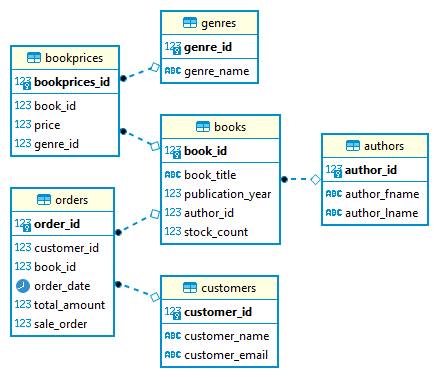 genres
123 genre_id
ABC genre_name
bookprices
123 bookprices_id
123 book_id
123 price
123 genre_id
books
123 book_id
ABC book_title
123 publication_year
123 author_id
123 stock_count
authors
123 author_id
ABC author_fname
ABC author_lname
orders
123 order_id
123 customer_id
123 book_id
order_date
123 total_amount
123 sale_order
customers
123 customer_id
ABC customer_name
ABC customer_email